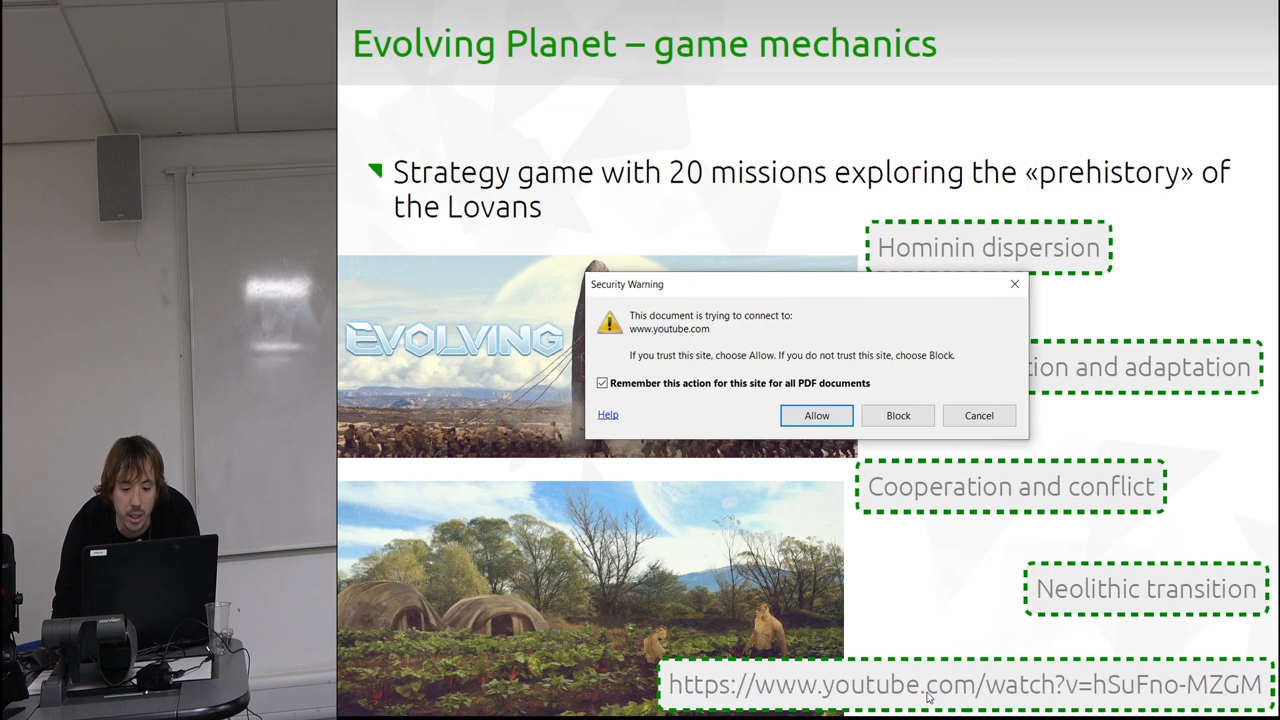 Evolving Planet – game mechanics
Strategy game with 20 missions exploring the «prehistory» of
the Lovans
Hominin dispersion
EVOLVING
Security Warning
This document is trying to connect to:
www.youtube.com
If you trust this site, choose Allow. If you do not trust this site, choose Block.
Remember this action for this site for all PDF documents
Help
Allow
Block
Cancel
tion and adaptation
Cooperation and conflict
Neolithic transition
https://www.youtube.com/watch?v=hSuFno-MZGM